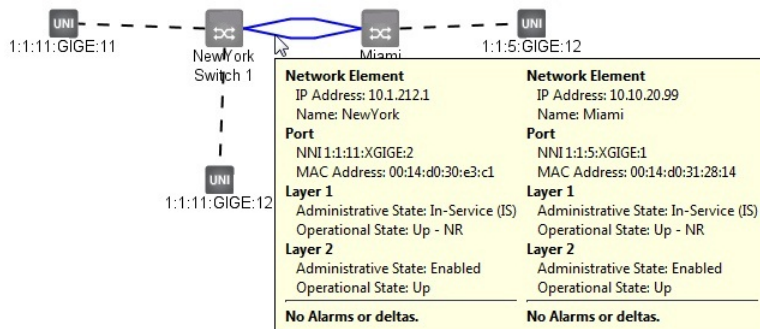 UNI
1:1:11:GIGE:11
NewYork
Switch 1
Miami
UNI
1:1:5:GIGE:12
UNI
1:1:11:GIGE:12
Network Element
IP Address: 10.1.212.1
Name: NewYork
Port
NNI 1:1:11:XGIGE:2
MAC Address: 00:14:d0:30:e3:c1
Layer 1
Administrative State: In-Service (IS)
Operational State: Up - NR
Layer 2
Administrative State: Enabled
Operational State: Up
No Alarms or deltas.
Network Element
IP Address: 10.10.20.99
Name: Miami
Port
NNI 1:1:5:XGIGE:1
MAC Address: 00:14:d0:31:28:14
Layer 1
Administrative State: In-Service (IS)
Operational State: Up - NR
Layer 2
Administrative State: Enabled
Operational State: Up
No Alarms or deltas.